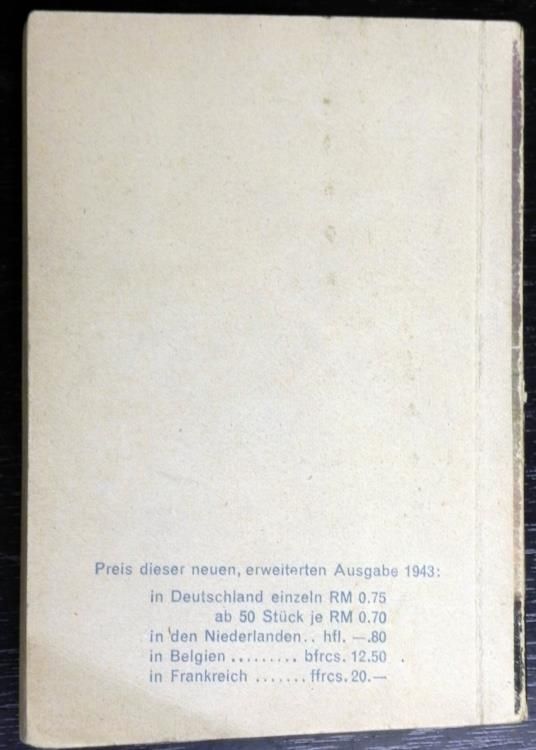 Preis dieser neuen, erweiterten Ausgabe 1943:
in Deutschland einzeln RM 0.75
ab 50 Stück je RM 0.70
in den Niederlanden.. hfl. —.80
in Belgien ......... bfrcs. 12.50
in Frankreich ....... ffrcs. 20.—